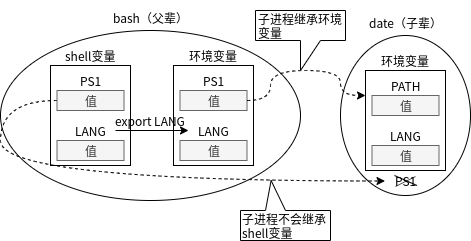 bash（父辈）
子进程继承环境
变量
date（子辈）
shell变量
环境变量
环境变量
PS1
值
PS1
值
PATH
值
export LANG
LANG
值
LANG
值
LANG
值
PS1
子进程不会继承
shell变量